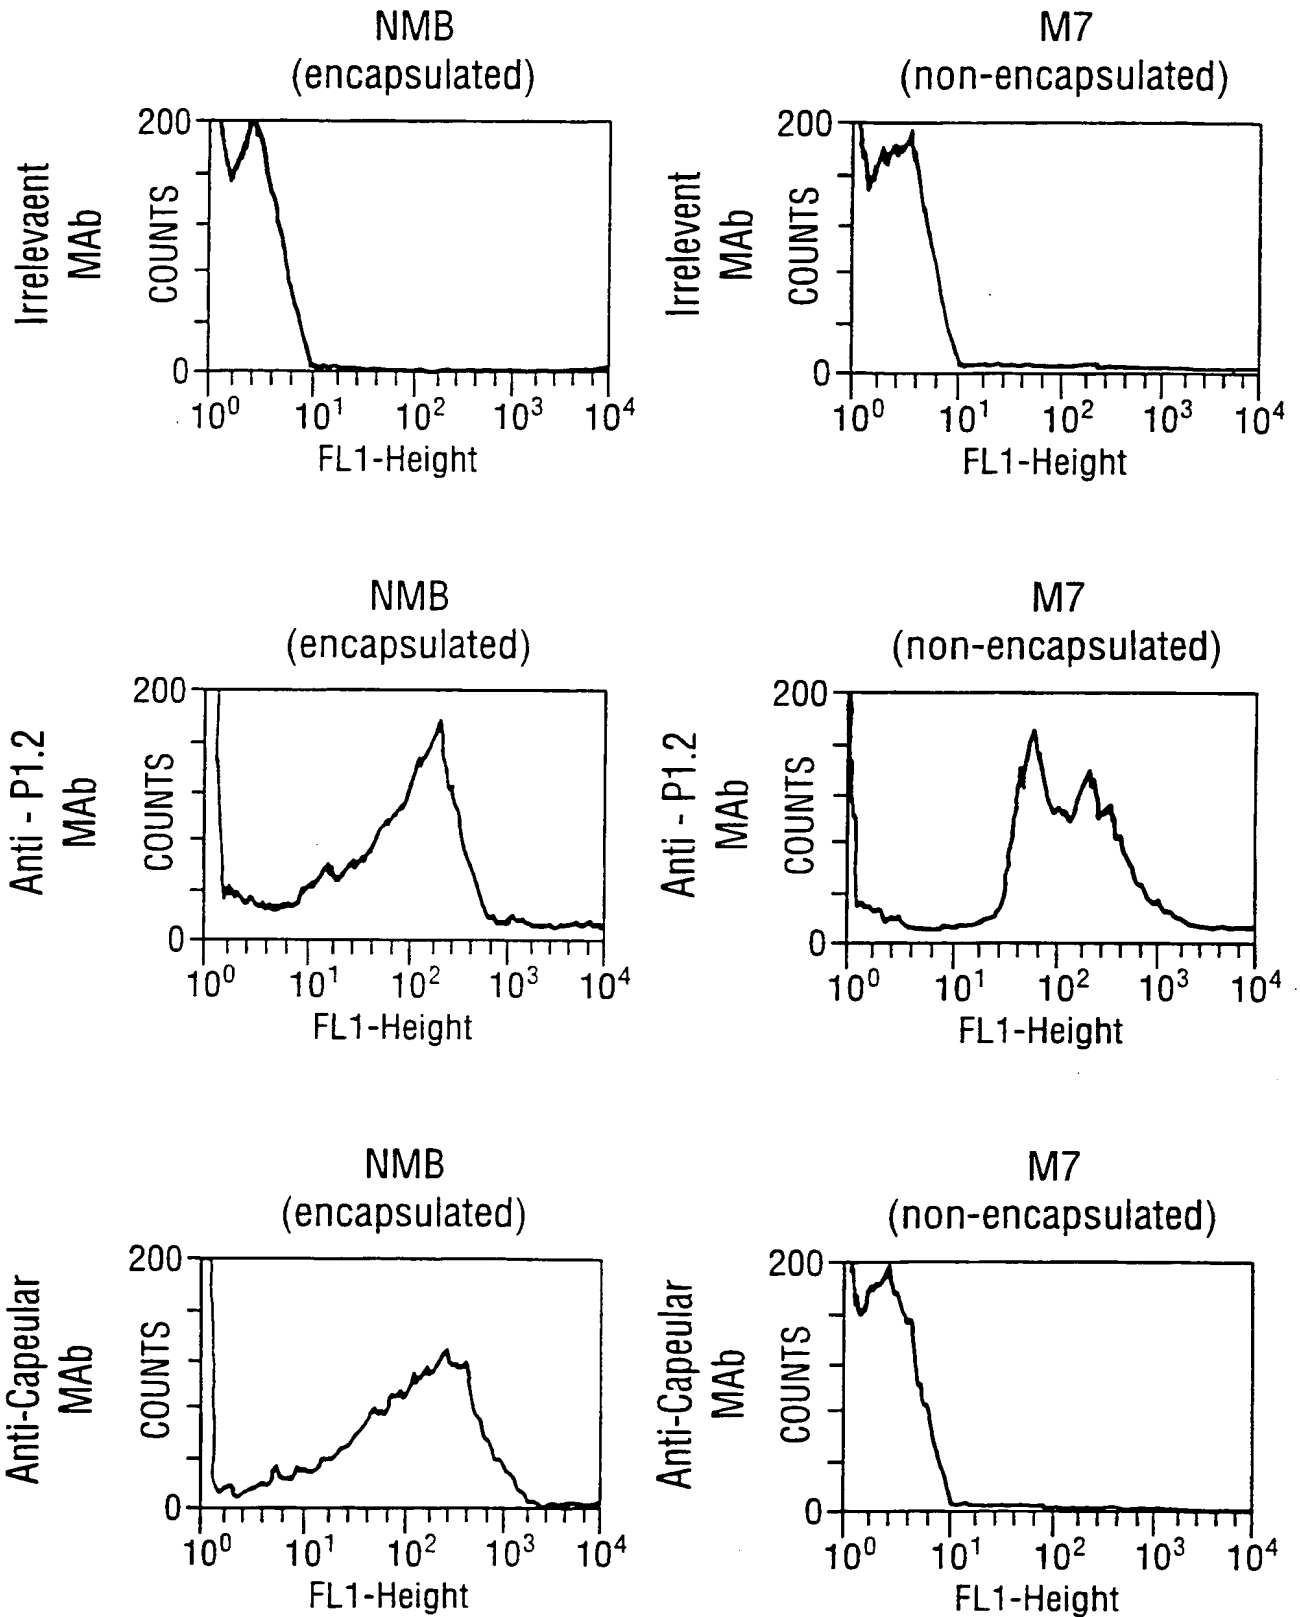 NMB
(encapsulated)
M7
(non-encapsulated)
Irrelevaent
MAb
COUNTS
200
0
10^0 10^1 10^2 10^3 10^4
FL1-Height
Irrelevent
MAb
COUNTS
200
0
10^0 10^1 10^2 10^3 10^4
FL1-Height
NMB
(encapsulated)
M7
(non-encapsulated)
Anti - P1.2
MAb
COUNTS
200
0
10^0 10^1 10^2 10^3 10^4
FL1-Height
Anti - P1.2
MAb
COUNTS
200
0
10^0 10^1 10^2 10^3 10^4
FL1-Height
NMB
(encapsulated)
M7
(non-encapsulated)
Anti-Capeular
MAb
COUNTS
200
0
10^0 10^1 10^2 10^3 10^4
FL1-Height
Anti-Capeular
MAb
COUNTS
200
0
10^0 10^1 10^2 10^3 10^4
FL1-Height